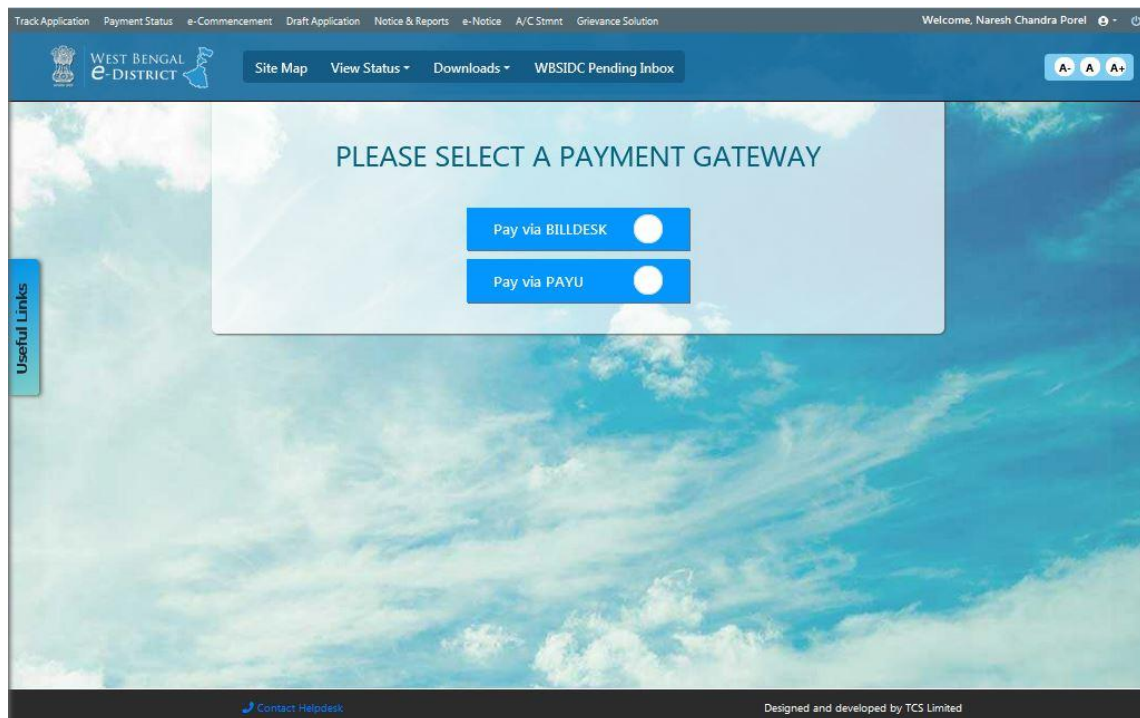 Track Application Payment Status e-Commencement Draft Application Notice & Reports e-Notice A/C Stmnt Grievance Solution Welcome, Naresh Chandra Porel
WEST BENGAL
e-DISTRICT
Site Map View Status Downloads WBSIDC Pending Inbox
A- A A+
PLEASE SELECT A PAYMENT GATEWAY
Pay via BILLDESK
Pay via PAYU
Useful Links
Contact Helpdesk Designed and developed by TCS Limited